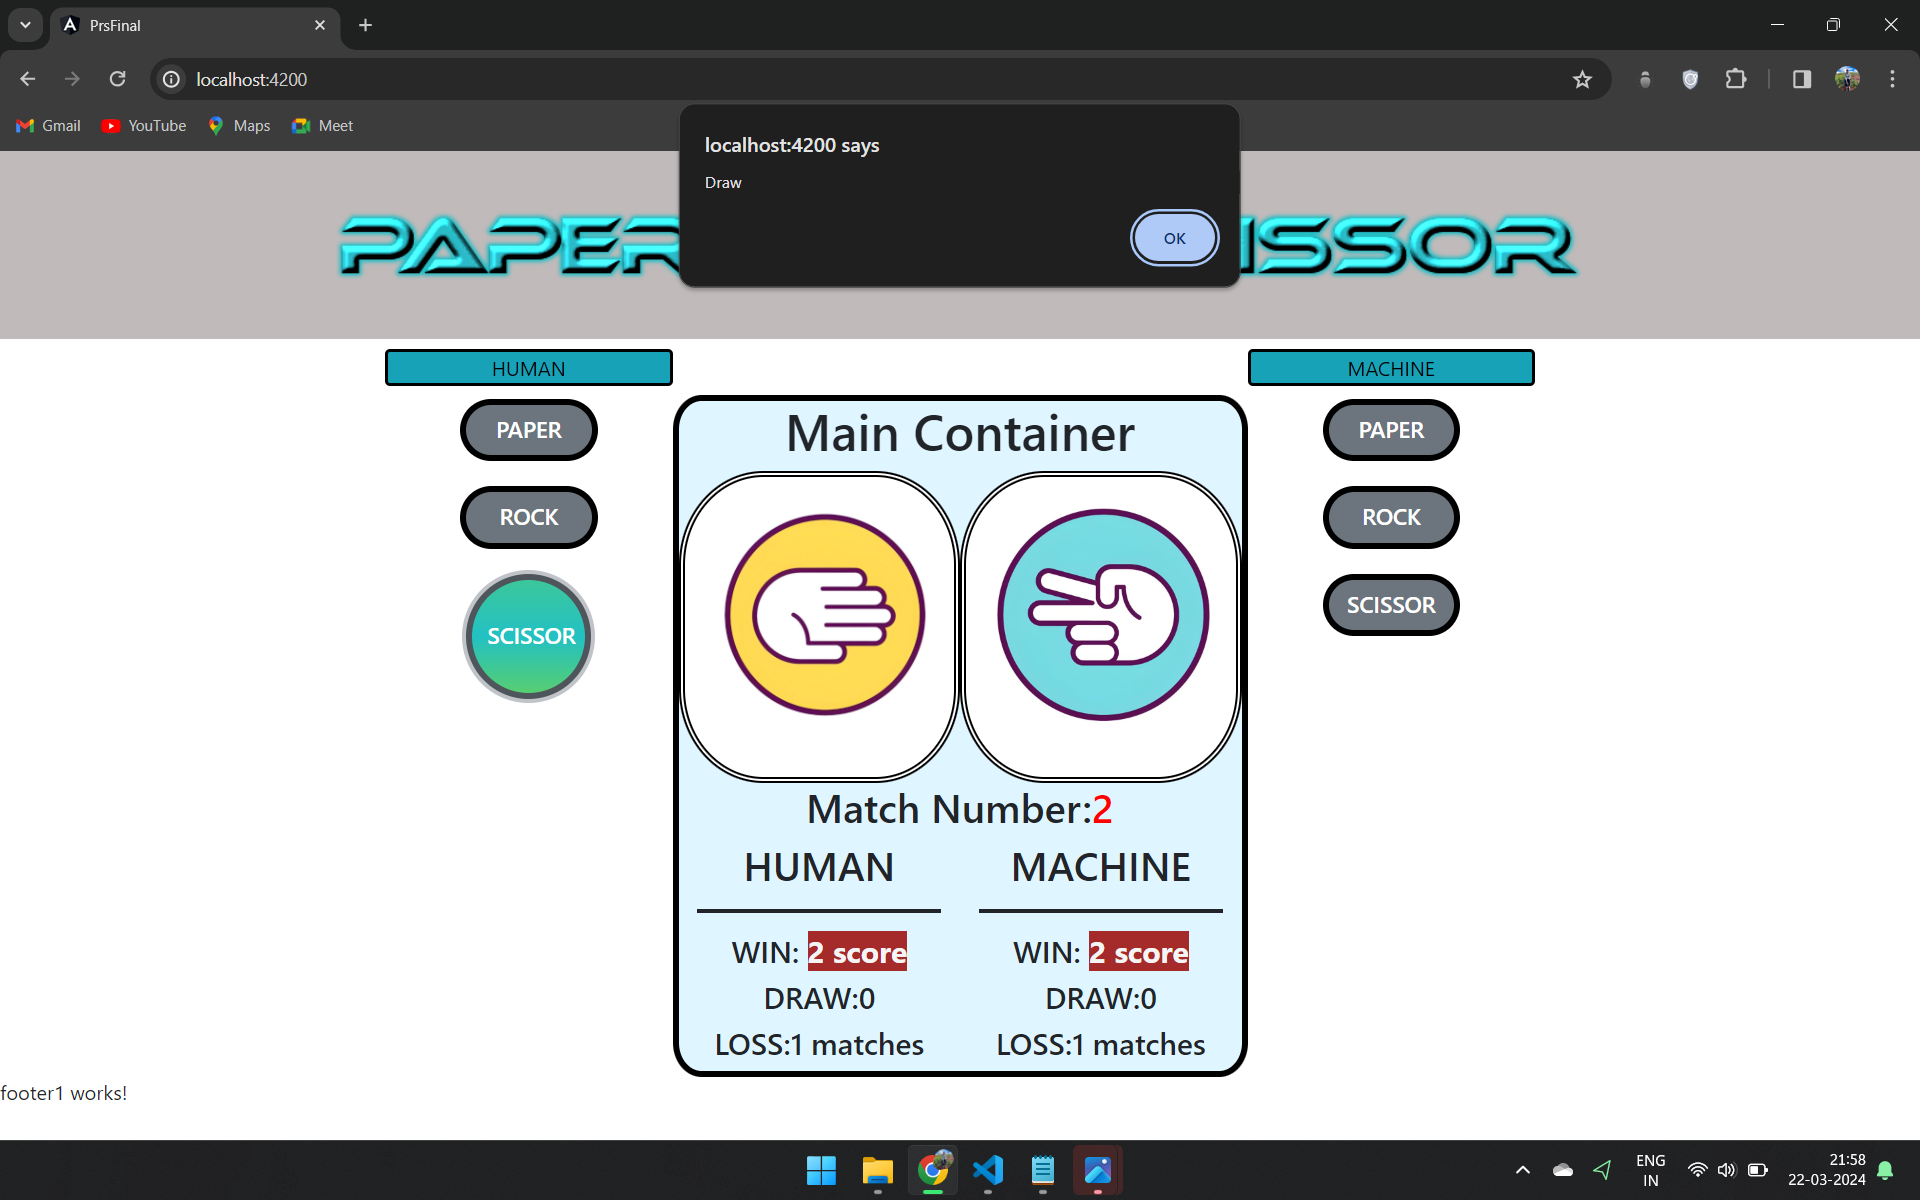 PrsFinal
localhost:4200
Gmail YouTube Maps Meet
localhost:4200 says
Draw
OK
PAPER ISSOR
HUMAN MACHINE
PAPER
ROCK
SCISSOR
Main Container
Match Number:2
HUMAN MACHINE
WIN: 2 score WIN: 2 score
DRAW:0 DRAW:0
LOSS:1 matches LOSS:1 matches
PAPER
ROCK
SCISSOR
footer1 works!
ENG
IN
21:58
22-03-2024